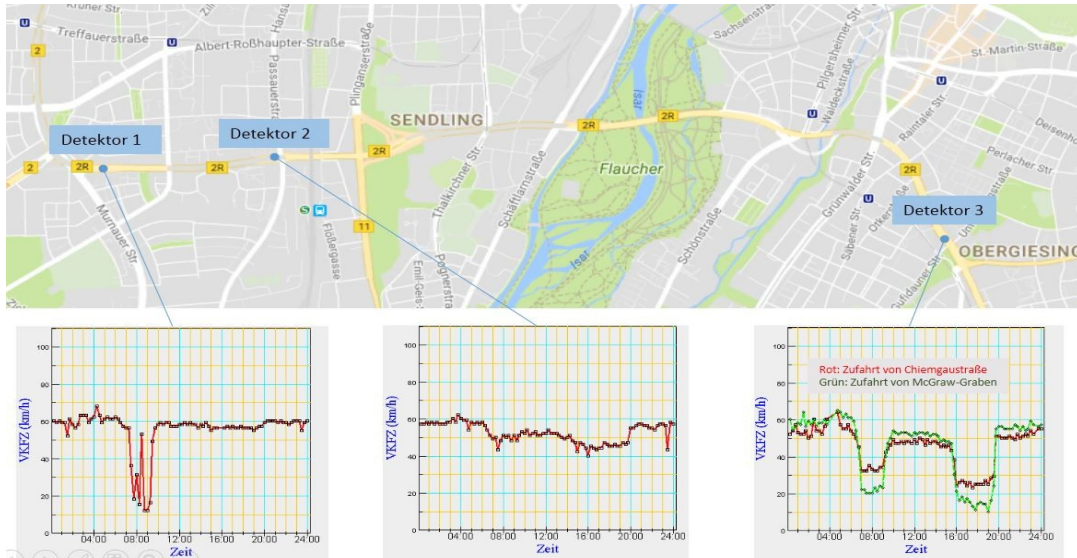 Kruner Str.
Treffauerstraße
Albert-Roßhaupter-Straße
Passauerstr
Plinganserstraße
Sachsenstraße
Pilgersheimer Str.
Waldeckstraße
St.-Martin-Straße
Raintaler Str.
Deisenho
Perlacher Str.
2
2
2R
2R
2R
2R
2R
2R
11
Detektor 1
Detektor 2
Detektor 3
SENDLING
Isar
Flaucher
Isar
Thalkirchner Str.
Schäftlarnstraße
Schönstraße
Grünwalder Str.
Säbener Str.
Murnauer Str
Flößergasse
OBERGIESING
VKFZ (km/h)
100
80
60
40
20
0
04:00 08:00 12:00 16:00 20:00 24:00
Zeit
VKFZ (km/h)
100
80
60
40
20
0
04:00 08:00 12:00 16:00 20:00 24:00
Zeit
Rot: Zufahrt von Chiemgaustraße
Grün: Zufahrt von McGraw-Graben
VKFZ (km/h)
100
80
60
40
20
0
04:00 08:00 12:00 16:00 20:00 24:00
Zeit